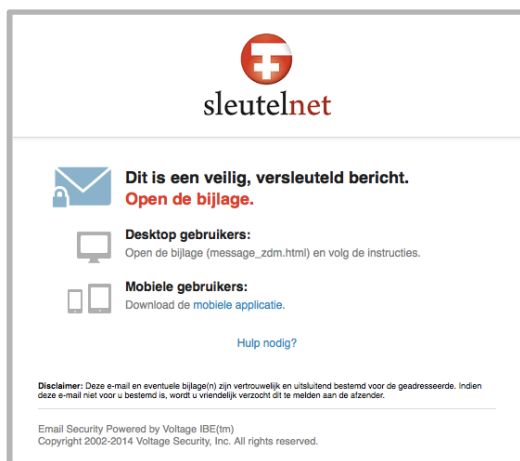 sleutelnet
Dit is een veilig, versleuteld bericht.
Open de bijlage.
Desktop gebruikers:
Open de bijlage (message_zdm.html) en volg de instructies.
Mobiele gebruikers:
Download de mobiele applicatie.
Hulp nodig?
Disclaimer: Deze e-mail en eventuele bijlage(n) zijn vertrouwelijk en uitsluitend bestemd voor de geadresseerde. Indien
deze e-mail niet voor u bestemd is, wordt u vriendelijk verzocht dit te melden aan de afzender.
Email Security Powered by Voltage IBE(tm)
Copyright 2002-2014 Voltage Security, Inc. All rights reserved.